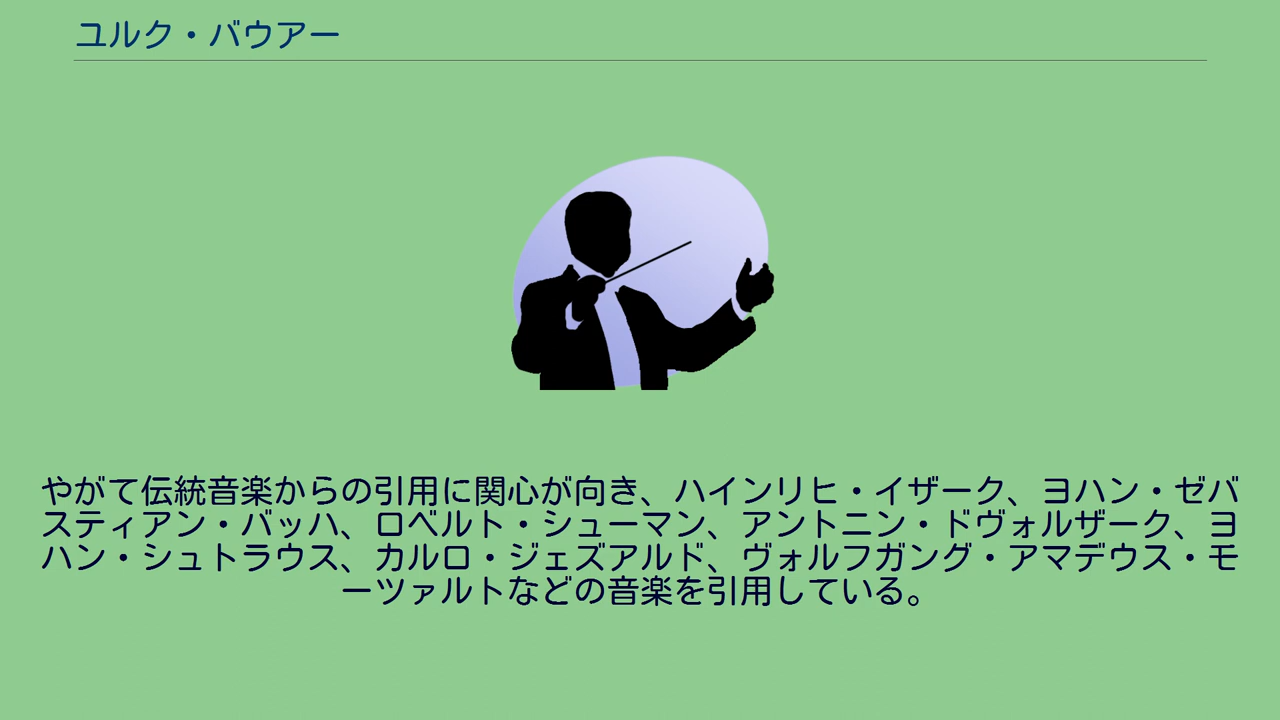 ユルク・バウアー
やがて伝統音楽からの引用に関心が向き、ハインリヒ・イザーク、ヨハン・ゼバ
スティアン・バッハ、ロベルト・シューマン、アントニン・ドヴォルザーク、ヨ
ハン・シュトラウス、カルロ・ジェズアルド、ヴォルフガング・アマデウス・モ
ーツァルトなどの音楽を引用している。